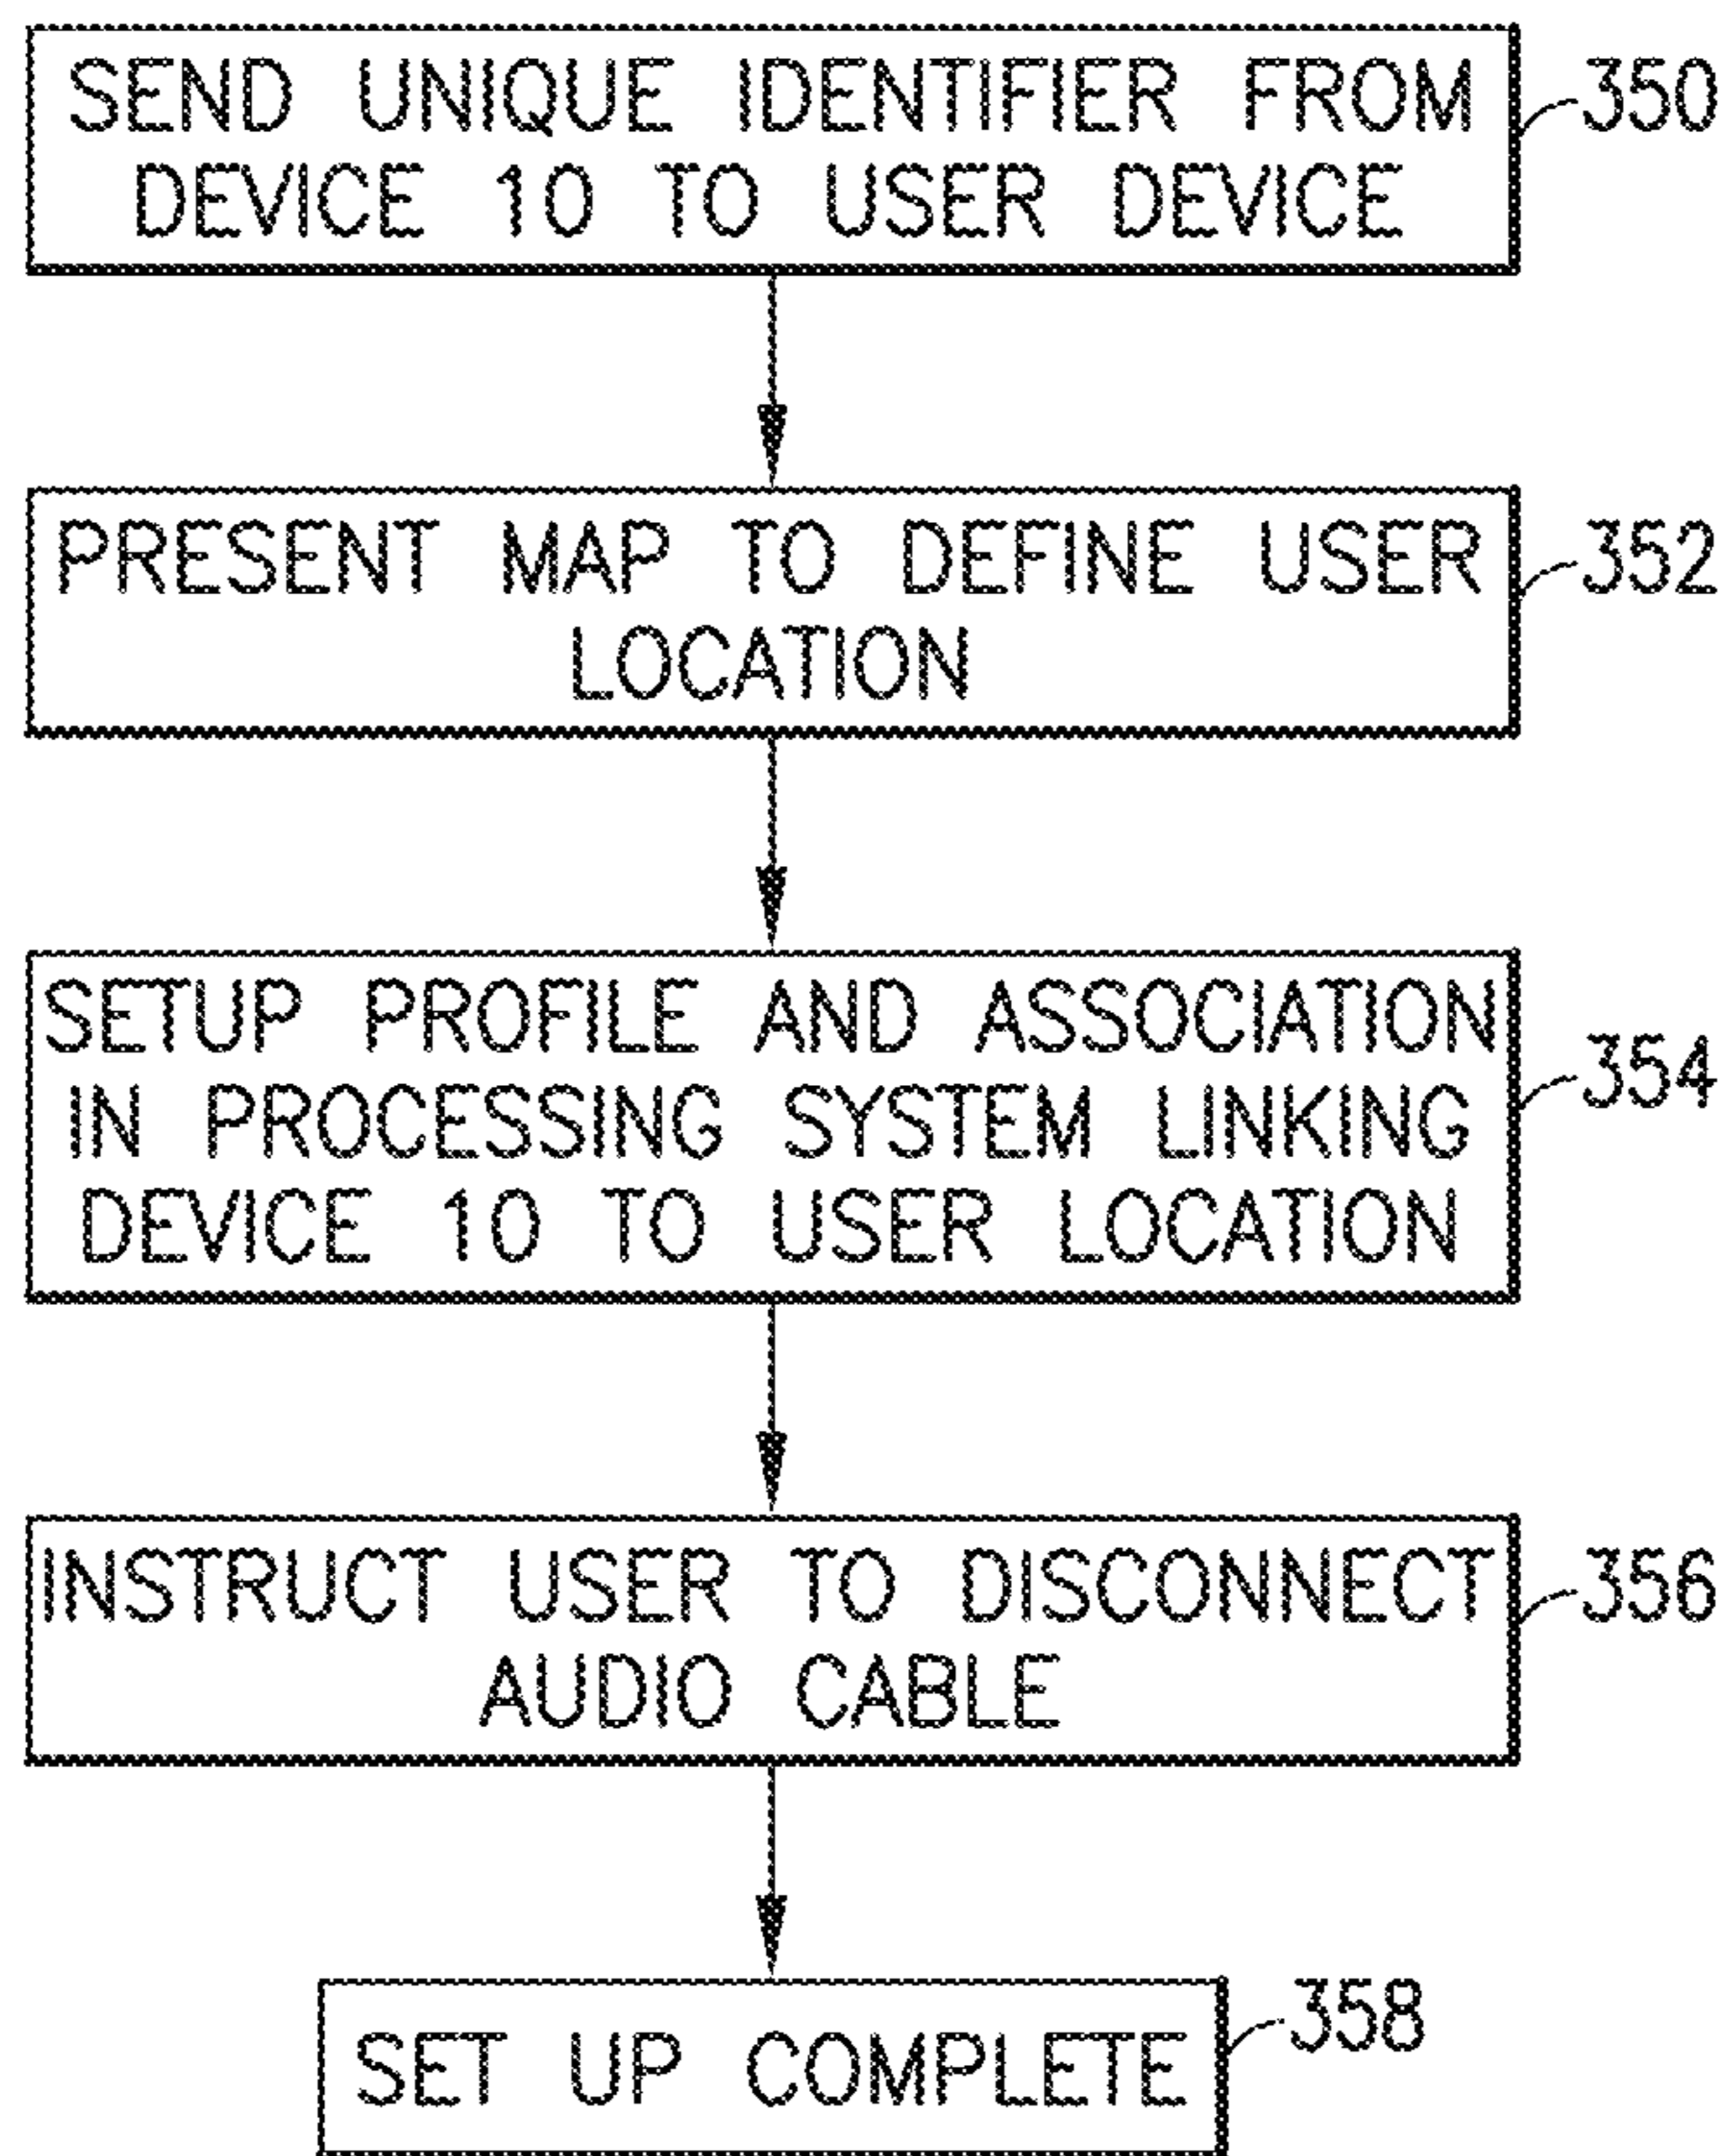 SEND UNIQUE IDENTIFIER FROM
DEVICE 10 TO USER DEVICE
350
PRESENT MAP TO DEFINE USER
LOCATION
352
SETUP PROFILE AND ASSOCIATION
IN PROCESSING SYSTEM LINKING
DEVICE 10 TO USER LOCATION
354
INSTRUCT USER TO DISCONNECT
AUDIO CABLE
356
SET UP COMPLETE
358